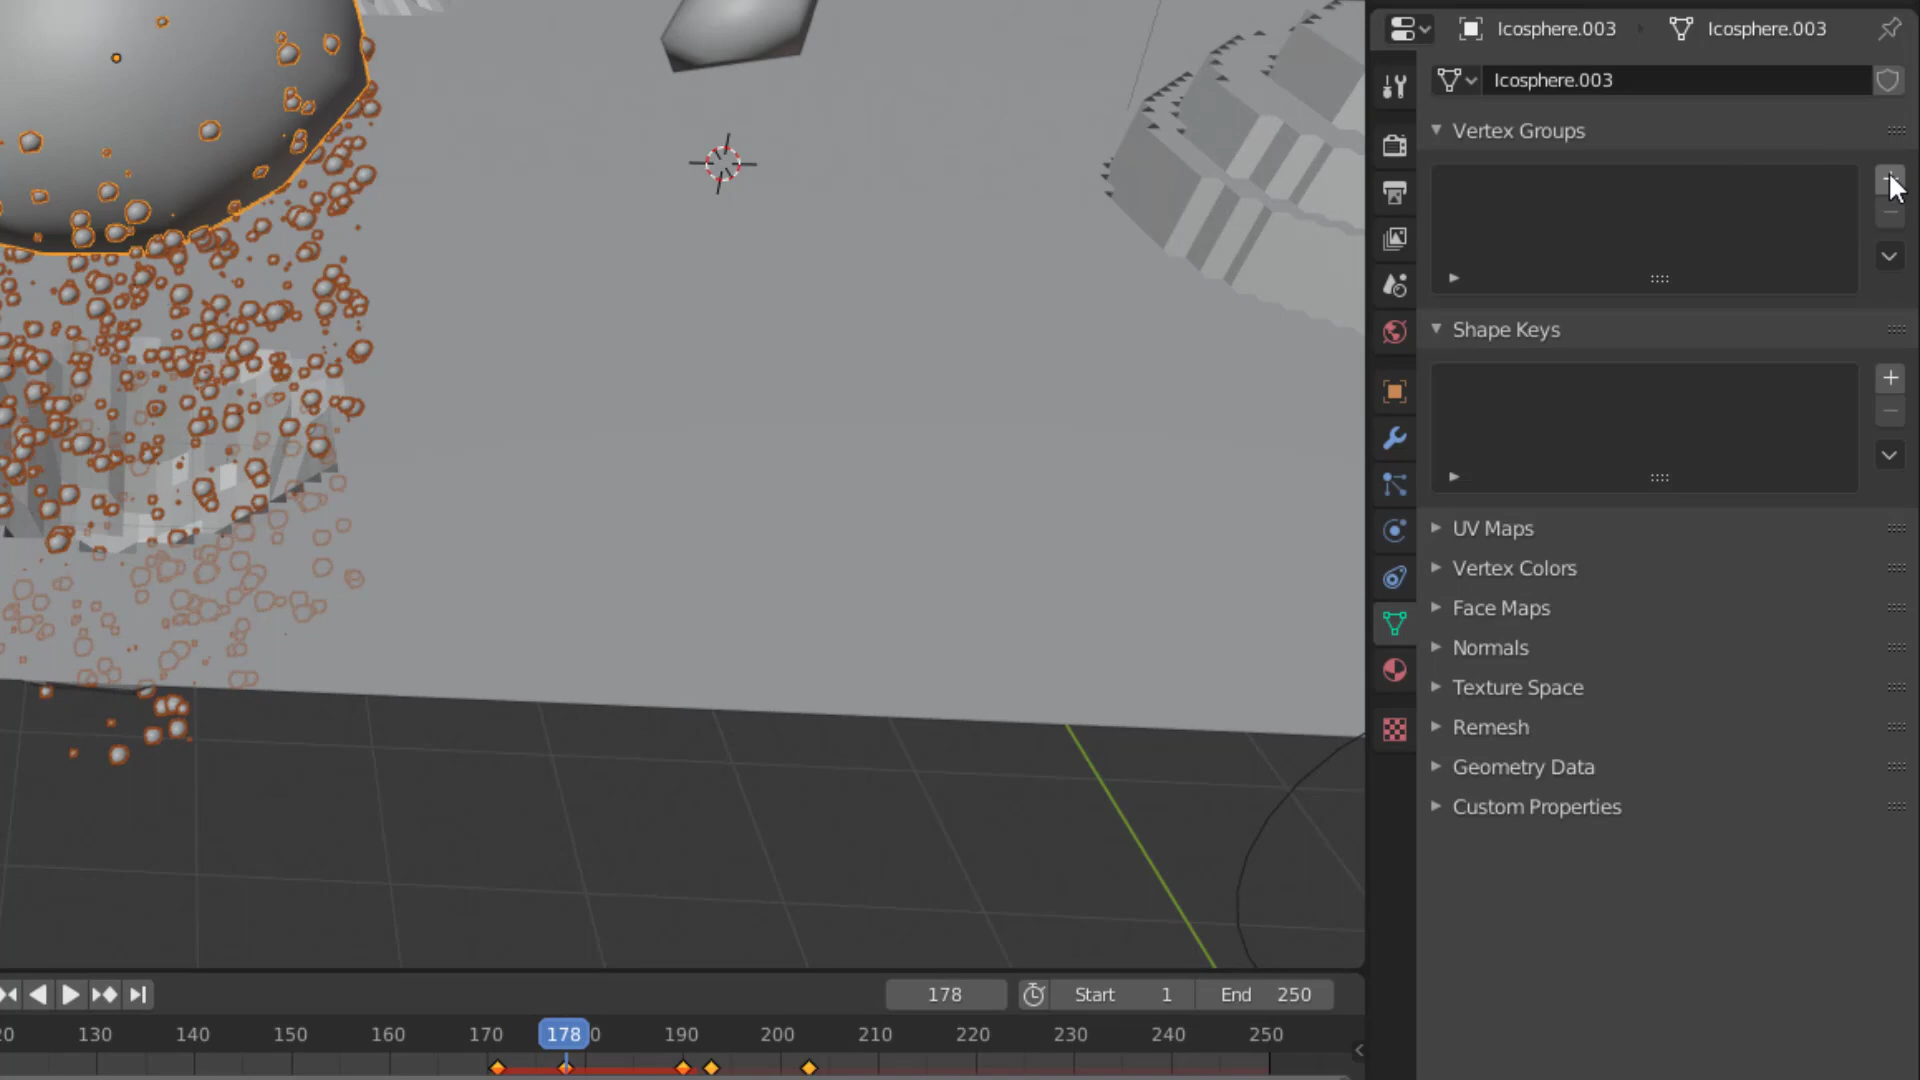 Icosphere.003 Icosphere.003
Icosphere.003
Vertex Groups
Shape Keys
UV Maps
Vertex Colors
Face Maps
Normals
Texture Space
Remesh
Geometry Data
Custom Properties
178 Start 1 End 250
130 140 150 160 170 178 190 200 210 220 230 240 250